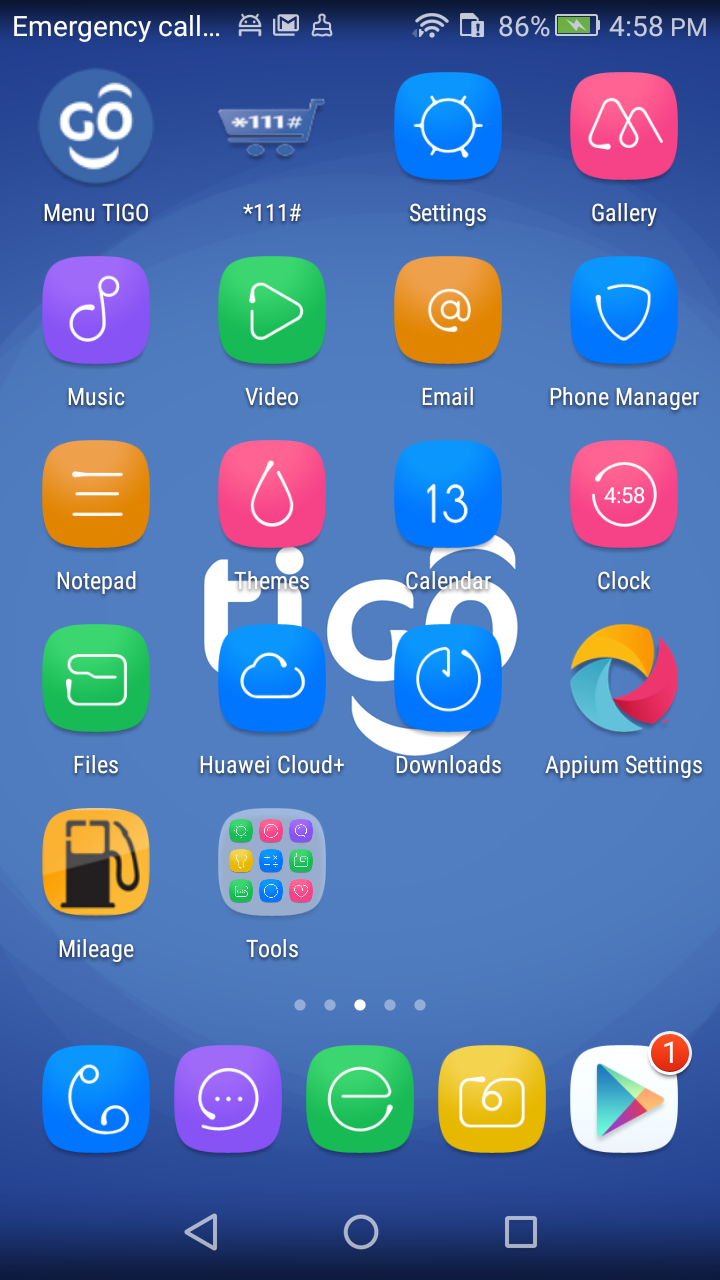 Emergency call... 86% 4:58 PM
GO *111#
Menu TIGO *111# Settings Gallery
@
Music Video Email Phone Manager
13 4:58
Notepad Themes Calendar Clock
tigo
Files Huawei Cloud+ Downloads Appium Settings
Mileage Tools
1